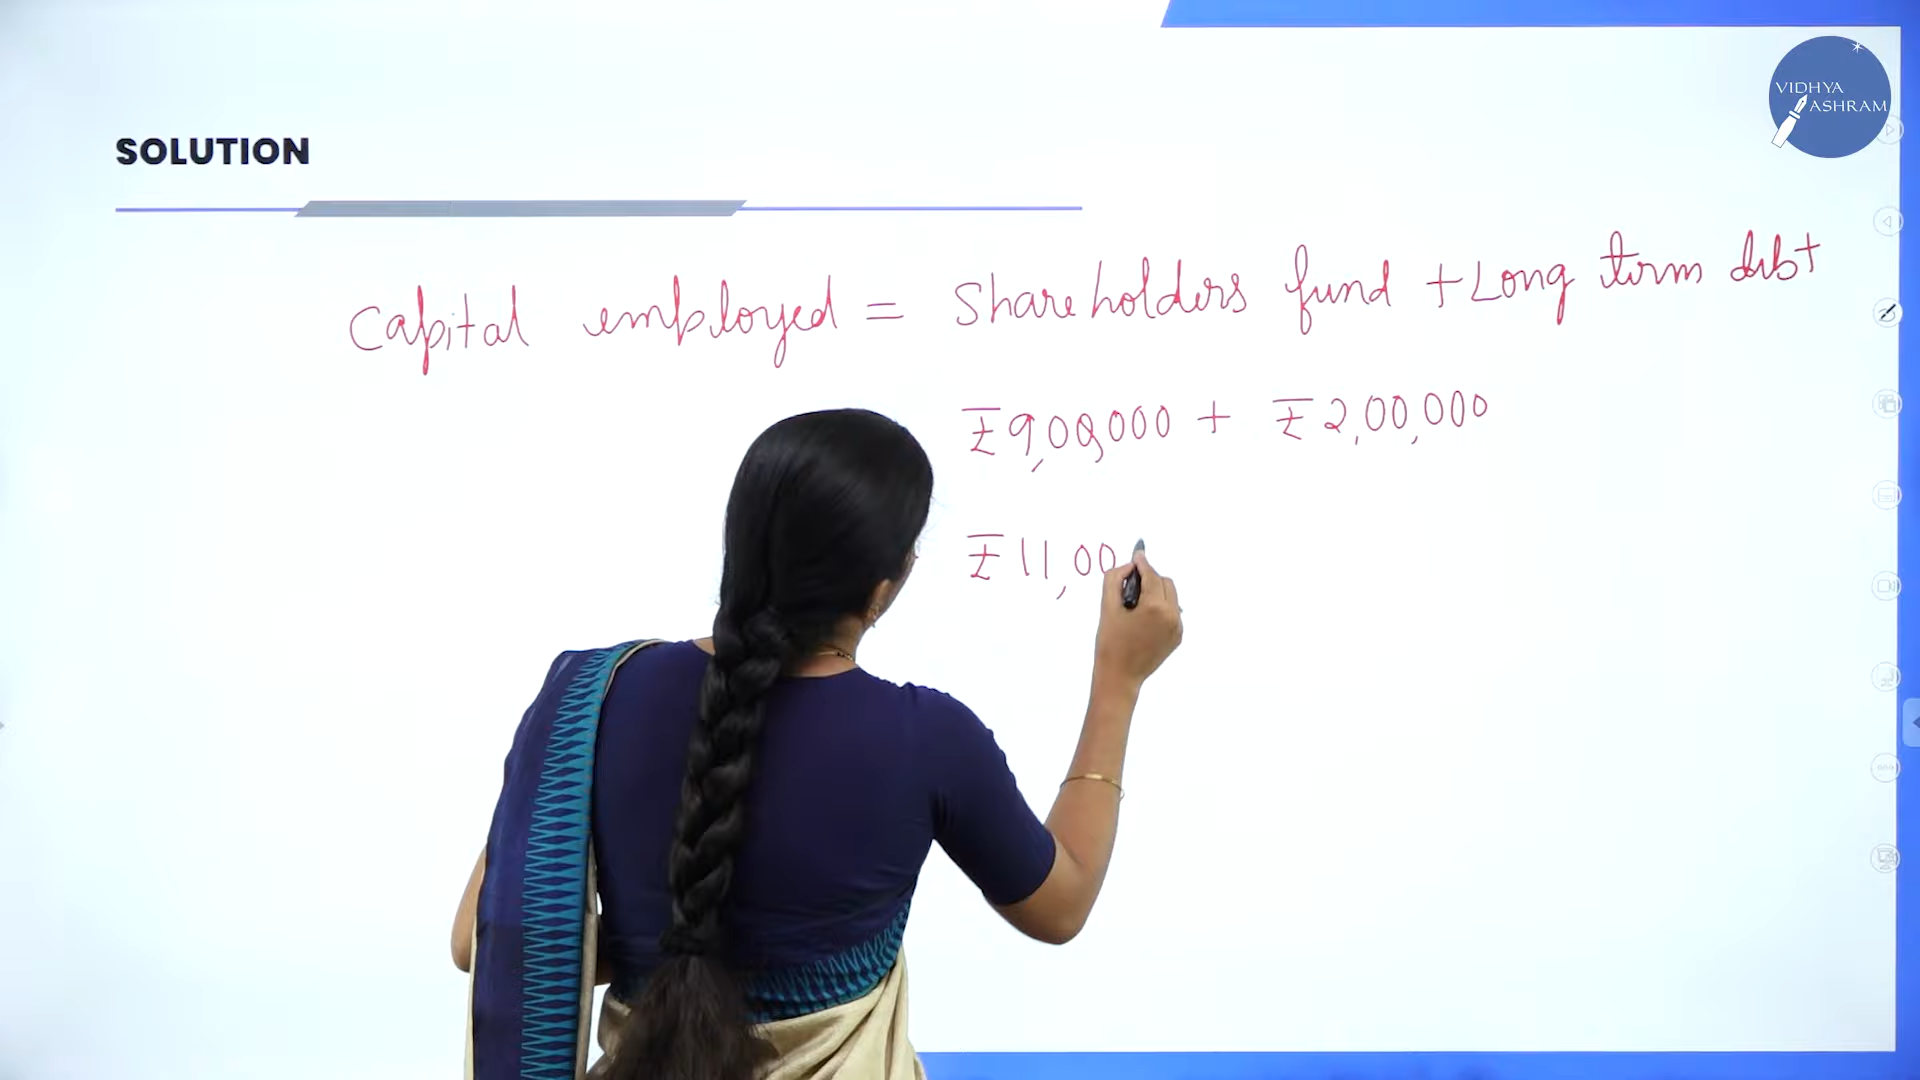 VIDHYA
ASHRAM
SOLUTION
Capital employed = Shareholders fund + Long term debt
₹9,00,000 + ₹2,00,000
₹11,00